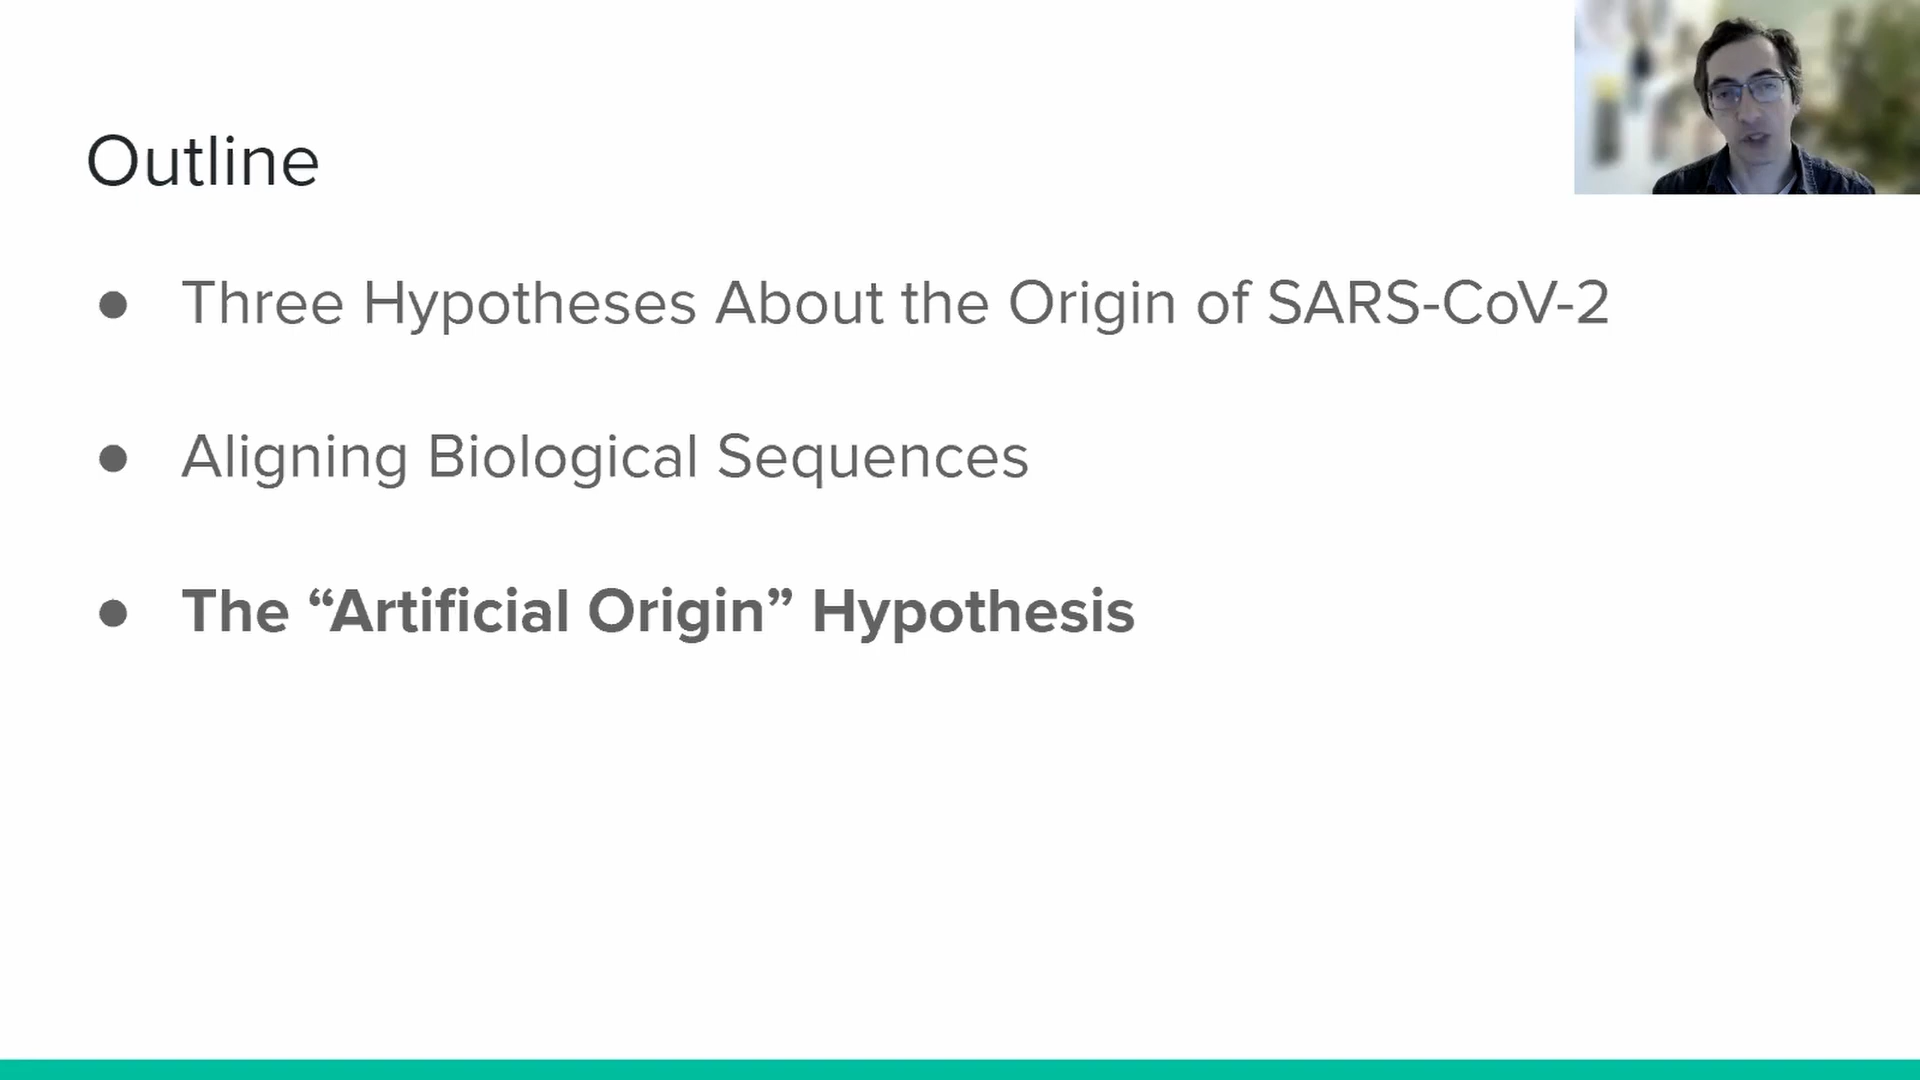 Outline
● Three Hypotheses About the Origin of SARS-CoV-2
● Aligning Biological Sequences
● The “Artificial Origin” Hypothesis